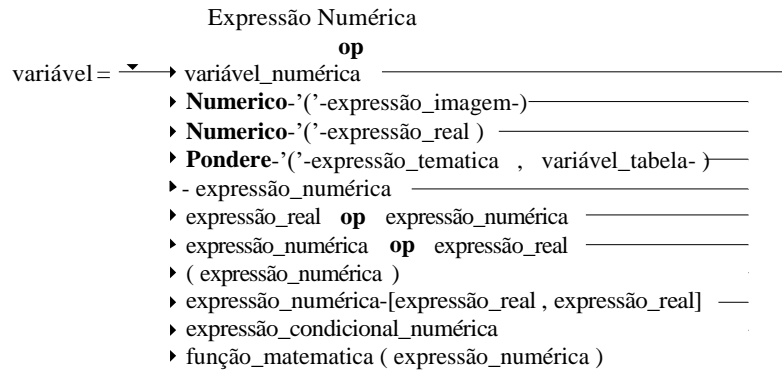 Expressão Numérica
op
variável = variável_numérica
Numerico-’(’-expressão_imagem-)
Numerico-’(’-expressão_real )
Pondere-’(’-expressão_tematica , variável_tabela- )
- expressão_numérica
expressão_real op expressão_numérica
expressão_numérica op expressão_real
( expressão_numérica )
expressão_numérica-[expressão_real , expressão_real]
expressão_condicional_numérica
função_matematica ( expressão_numérica )